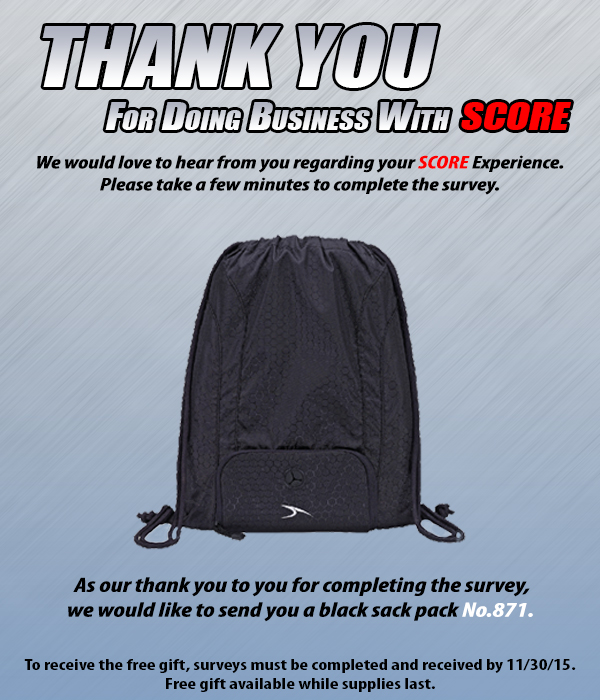 THANK YOU
FOR DOING BUSINESS WITH SCORE
We would love to hear from you regarding your SCORE Experience.
Please take a few minutes to complete the survey.
As our thank you to you for completing the survey,
we would like to send you a black sack pack No.871.
To receive the free gift, surveys must be completed and received by 11/30/15.
Free gift available while supplies last.